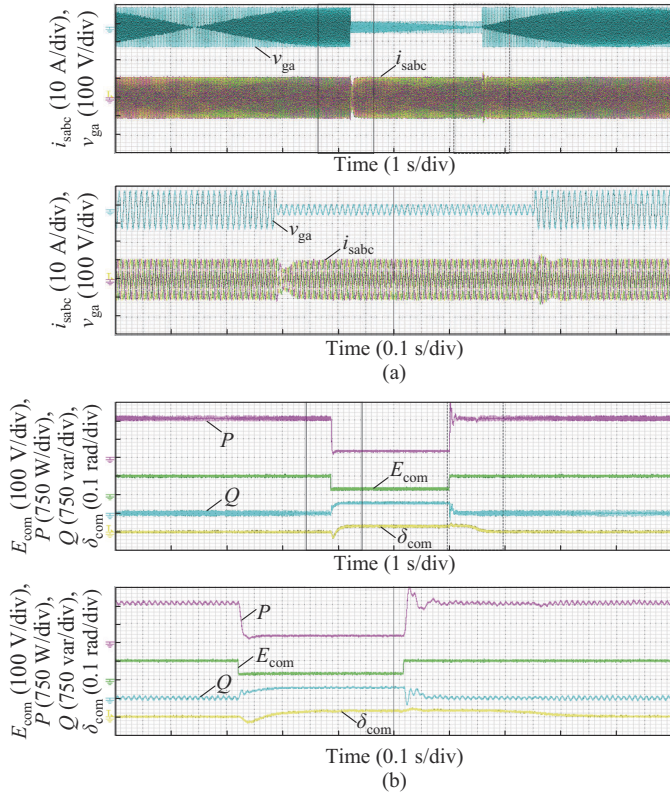 i_sabc (10 A/div),
v_ga (100 V/div)
v_ga
i_sabc
Time (1 s/div)
i_sabc (10 A/div),
v_ga (100 V/div)
v_ga
i_sabc
Time (0.1 s/div)
(a)
E_com (100 V/div),
P (750 W/div),
Q (750 var/div),
δ_com (0.1 rad/div)
P
E_com
Q
δ_com
Time (1 s/div)
E_com (100 V/div),
P (750 W/div),
Q (750 var/div),
δ_com (0.1 rad/div)
P
E_com
Q
δ_com
Time (0.1 s/div)
(b)